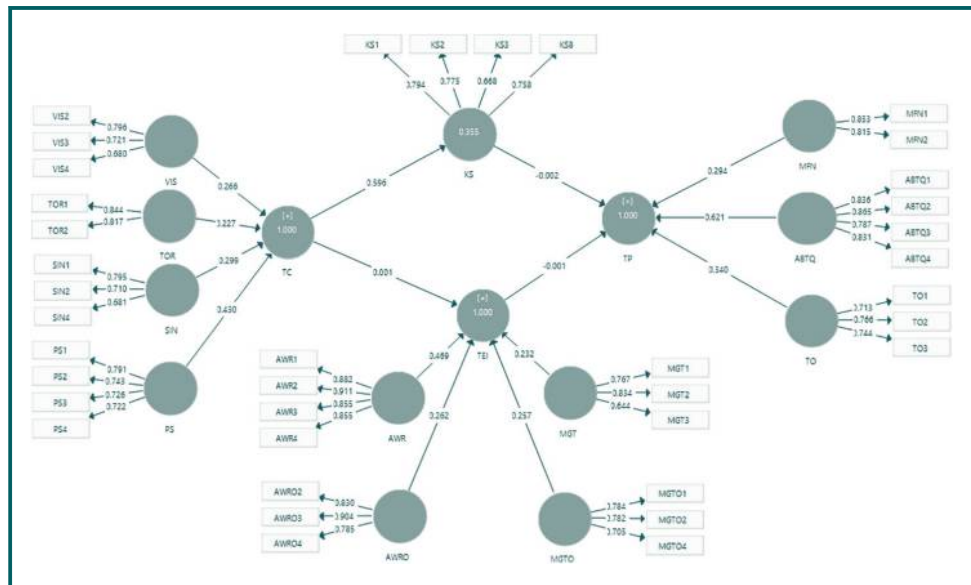 KS1
KS2
KS3
KS8
0.794
0.775
0.668
0.758
0.355
KS
VIS2
VIS3
VIS4
0.796
0.721
0.680
VIS
0.266
TOR1
TOR2
0.844
0.817
TOR
0.227
SIN1
SIN2
SIN4
0.795
0.710
0.681
SIN
0.299
PS1
PS2
PS3
PS4
0.791
0.743
0.726
0.722
PS
0.430
[+]
1.000
TC
0.596
0.001
-0.002
-0.001
[+]
1.000
TP
[+]
1.000
TEI
MFN1
MFN2
0.853
0.815
MFN
0.294
ABTQ1
ABTQ2
ABTQ3
ABTQ4
0.836
0.865
0.787
0.831
ABTQ
0.621
TO1
TO2
TO3
0.713
0.766
0.744
TO
0.340
AWR1
AWR2
AWR3
AWR4
0.882
0.911
0.855
0.855
AWR
0.469
0.232
MGT1
MGT2
MGT3
0.767
0.834
0.644
MGT
AWRO2
AWRO3
AWRO4
0.830
0.904
0.785
AWRO
0.262
0.257
MGTO1
MGTO2
MGTO4
0.784
0.782
0.705
MGTO